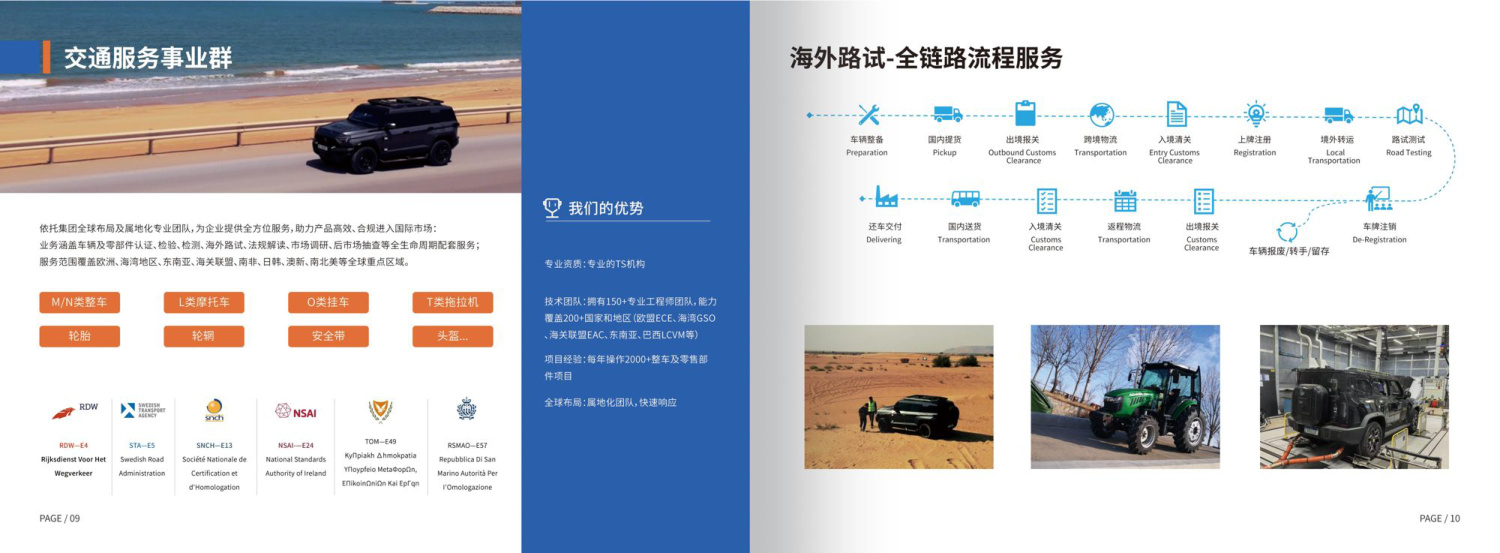 交通服务事业群
依托集团全球布局及属地化专业团队,为企业提供全方位服务,助力产品高效、合规进入国际市场:
业务涵盖车辆及零部件认证、检验、检测、海外路试、法规解读、市场调研、后市场抽查等全生命周期配套服务;
服务范围覆盖欧洲、海湾地区、东南亚、海关联盟、南非、日韩、澳新、南北美等全球重点区域。
M/N类整车
L类摩托车
O类挂车
T类拖拉机
轮胎
轮辋
安全带
头盔...
RDW
SWEDISH
TRANSPORT
AGENCY
snch
NSAI
RDW—E4
Rijksdienst Voor Het
Wegverkeer
STA—E5
Swedish Road
Administration
SNCH—E13
Société Nationale de
Certification et
d'Homologation
NSAI—E24
National Standards
Authority of Ireland
TOM—E49
KyΠpiakh Δhmokpatia
YΠoypfeio MetaΦopΩn,
EΠikoinΩniΩn Kai EpΓqn
RSMAO—E57
Repubblica Di San
Marino Autorità Per
l'Omologazione
PAGE / 09
我们的优势
专业资质:专业的TS机构
技术团队:拥有150+专业工程师团队,能力
覆盖200+国家和地区(欧盟ECE、海湾GSO
、海关联盟EAC、东南亚、巴西LCVM等)
项目经验:每年操作2000+整车及零售部
件项目
全球布局:属地化团队,快速响应
海外路试-全链路流程服务
车辆整备
Preparation
国内提货
Pickup
出境报关
Outbound Customs
Clearance
跨境物流
Transportation
入境清关
Entry Customs
Clearance
上牌注册
Registration
境外转运
Local
Transportation
路试测试
Road Testing
还车交付
Delivering
国内送货
Transportation
入境清关
Customs
Clearance
返程物流
Transportation
出境报关
Customs
Clearance
车辆报废/转手/留存
车牌注销
De-Registration
PAGE / 10